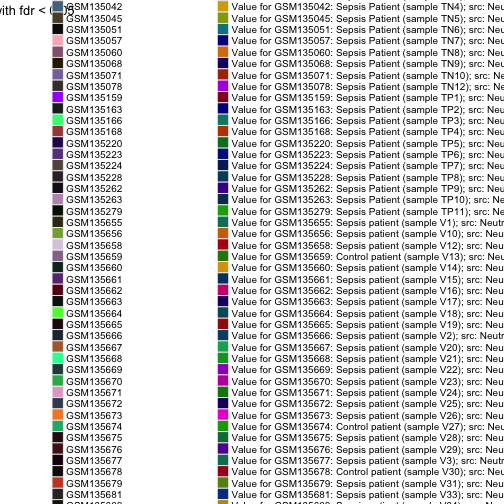 with fdr < 0
GSM135042 Value for GSM135042: Sepsis Patient (sample TN4); src: Neu
GSM135045 Value for GSM135045: Sepsis Patient (sample TN5); src: Neu
GSM135051 Value for GSM135051: Sepsis Patient (sample TN6); src: Neu
GSM135057 Value for GSM135057: Sepsis Patient (sample TN7); src: Neu
GSM135060 Value for GSM135060: Sepsis Patient (sample TN8); src: Neu
GSM135068 Value for GSM135068: Sepsis Patient (sample TN9); src: Neu
GSM135071 Value for GSM135071: Sepsis Patient (sample TN10); src: Ne
GSM135078 Value for GSM135078: Sepsis Patient (sample TN12); src: Neu
GSM135159 Value for GSM135159: Sepsis Patient (sample TP1); src: Neu
GSM135163 Value for GSM135163: Sepsis Patient (sample TP2); src: Neu
GSM135166 Value for GSM135166: Sepsis Patient (sample TP3); src: Neu
GSM135168 Value for GSM135168: Sepsis Patient (sample TP4); src: Neu
GSM135220 Value for GSM135220: Sepsis Patient (sample TP5); src: Neu
GSM135223 Value for GSM135223: Sepsis Patient (sample TP6); src: Neu
GSM135224 Value for GSM135224: Sepsis Patient (sample TP7); src: Neu
GSM135228 Value for GSM135228: Sepsis Patient (sample TP8); src: Neu
GSM135262 Value for GSM135262: Sepsis Patient (sample TP9); src: Neu
GSM135263 Value for GSM135263: Sepsis Patient (sample TP10); src: Neu
GSM135279 Value for GSM135279: Sepsis Patient (sample TP11); src: Neu
GSM135655 Value for GSM135655: Sepsis patient (sample V1); src: Neutr
GSM135656 Value for GSM135656: Sepsis patient (sample V10); src: Neu
GSM135658 Value for GSM135658: Sepsis patient (sample V12); src: Neu
GSM135659 Value for GSM135659: Control patient (sample V13); src: Neu
GSM135660 Value for GSM135660: Sepsis patient (sample V14); src: Neu
GSM135661 Value for GSM135661: Sepsis patient (sample V15); src: Neu
GSM135662 Value for GSM135662: Sepsis patient (sample V16); src: Neu
GSM135663 Value for GSM135663: Sepsis patient (sample V17); src: Neu
GSM135664 Value for GSM135664: Sepsis patient (sample V18); src: Neu
GSM135665 Value for GSM135665: Sepsis patient (sample V19); src: Neu
GSM135666 Value for GSM135666: Sepsis patient (sample V2); src: Neutr
GSM135667 Value for GSM135667: Sepsis patient (sample V20); src: Neu
GSM135668 Value for GSM135668: Sepsis patient (sample V21); src: Neu
GSM135669 Value for GSM135669: Sepsis patient (sample V22); src: Neu
GSM135670 Value for GSM135670: Sepsis patient (sample V23); src: Neu
GSM135671 Value for GSM135671: Sepsis patient (sample V24); src: Neu
GSM135672 Value for GSM135672: Sepsis patient (sample V25); src: Neu
GSM135673 Value for GSM135673: Sepsis patient (sample V26); src: Neu
GSM135674 Value for GSM135674: Control patient (sample V27); src: Neu
GSM135675 Value for GSM135675: Sepsis patient (sample V28); src: Neu
GSM135676 Value for GSM135676: Sepsis patient (sample V29); src: Neu
GSM135677 Value for GSM135677: Sepsis patient (sample V3); src: Neutr
GSM135678 Value for GSM135678: Control patient (sample V30); src: Neu
GSM135679 Value for GSM135679: Sepsis patient (sample V31); src: Neu
GSM135681 Value for GSM135681: Sepsis patient (sample V33); src: Neu